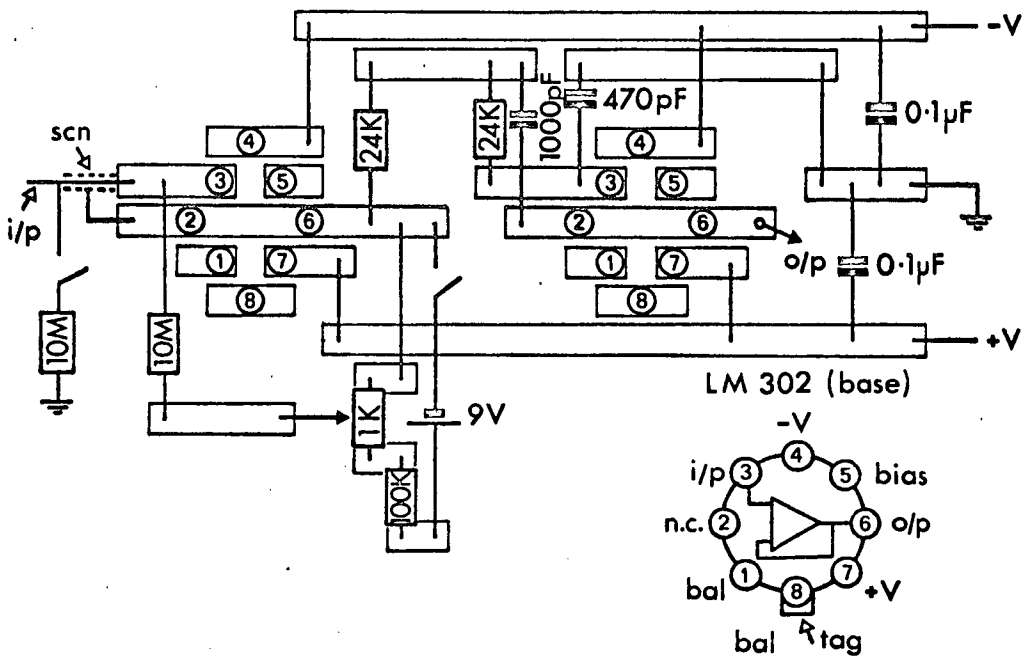 -V
470pF
1000pF
0·1µF
24K
24K
scn
4
4
3
5
3
5
i/p
2
6
2
6
o/p
1
7
1
7
0·1µF
8
8
10M
10M
+V
LM 302 (base)
1K
9V
100K
-V
4
i/p
3
5
bias
n.c.
2
6
o/p
bal
1
7
+V
8
bal
tag